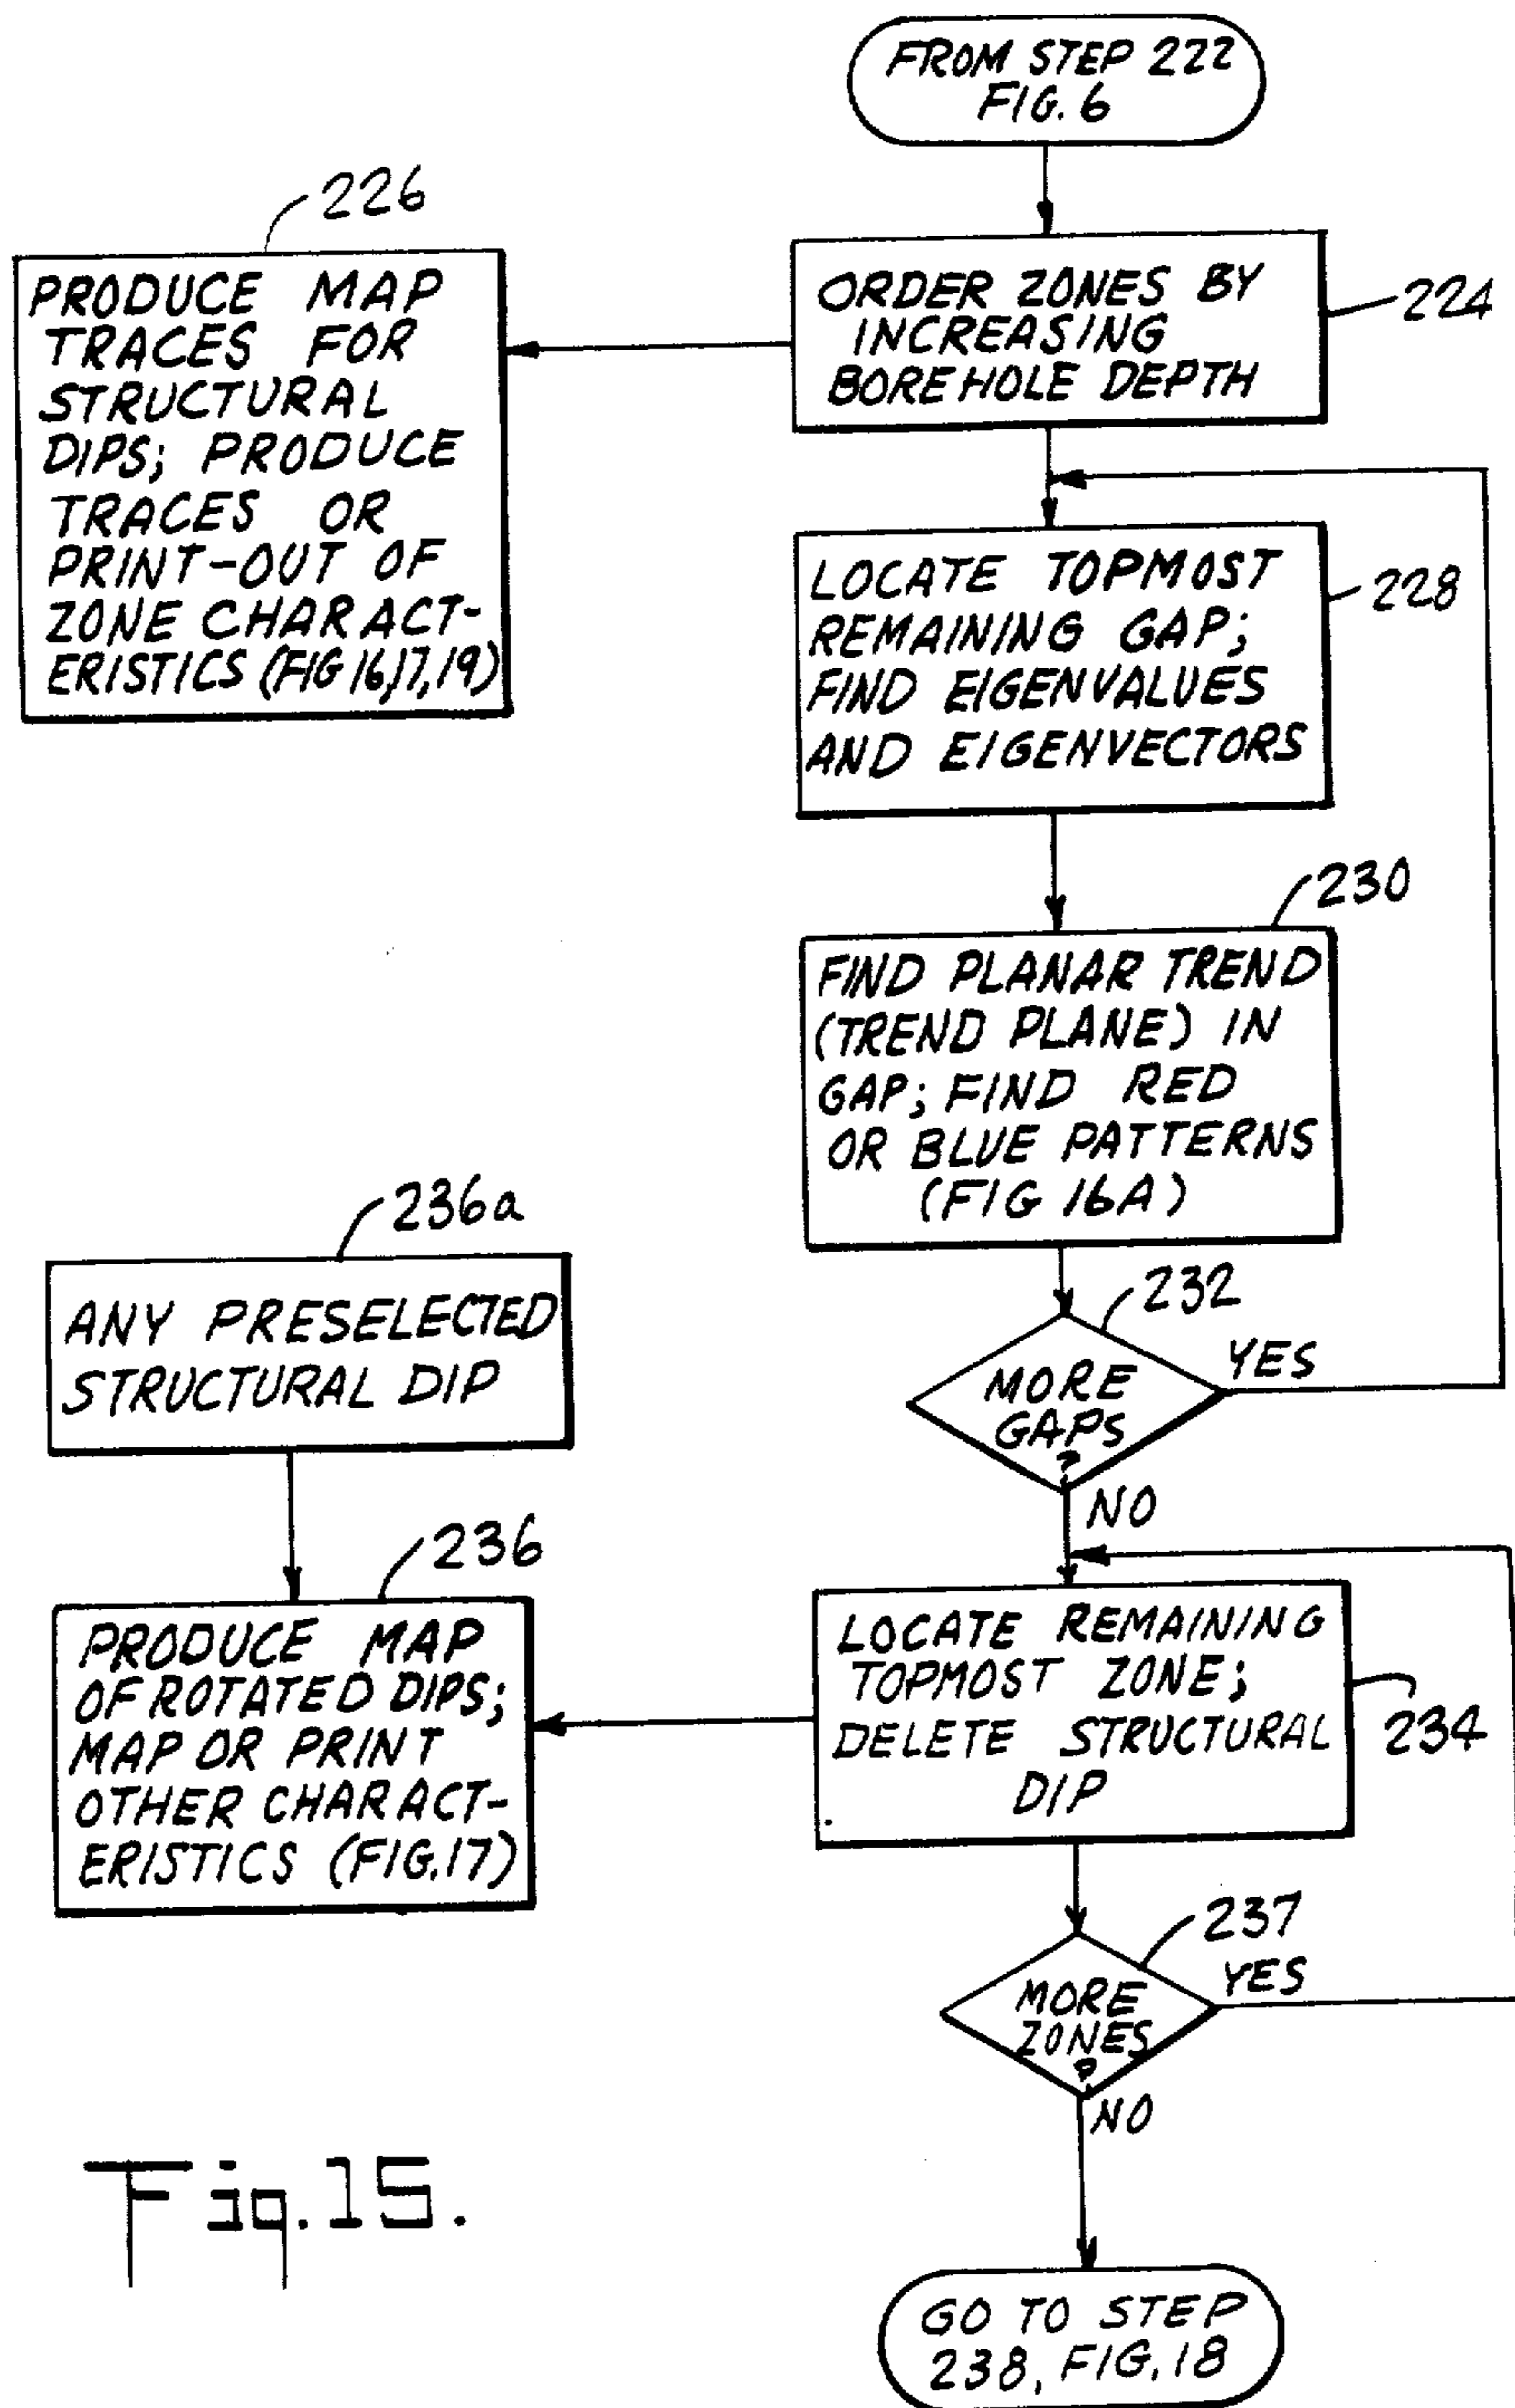 FROM STEP 222
FIG. 6
226
PRODUCE MAP
TRACES FOR
STRUCTURAL
DIPS; PRODUCE
TRACES OR
PRINT-OUT OF
ZONE CHARACT-
ERISTICS (FIG 16,17,19)
ORDER ZONES BY
INCREASING
BOREHOLE DEPTH
224
LOCATE TOPMOST
REMAINING GAP;
FIND EIGENVALUES
AND EIGENVECTORS
228
230
FIND PLANAR TREND
(TREND PLANE) IN
GAP; FIND RED
OR BLUE PATTERNS
(FIG 16A)
232
MORE
GAPS
?
YES
NO
236a
ANY PRESELECTED
STRUCTURAL DIP
236
PRODUCE MAP
OF ROTATED DIPS;
MAP OR PRINT
OTHER CHARACT-
ERISTICS (FIG.17)
LOCATE REMAINING
TOPMOST ZONE;
DELETE STRUCTURAL
DIP
234
237
MORE
ZONES
?
YES
NO
GO TO STEP
238, FIG. 18
Fig.15.